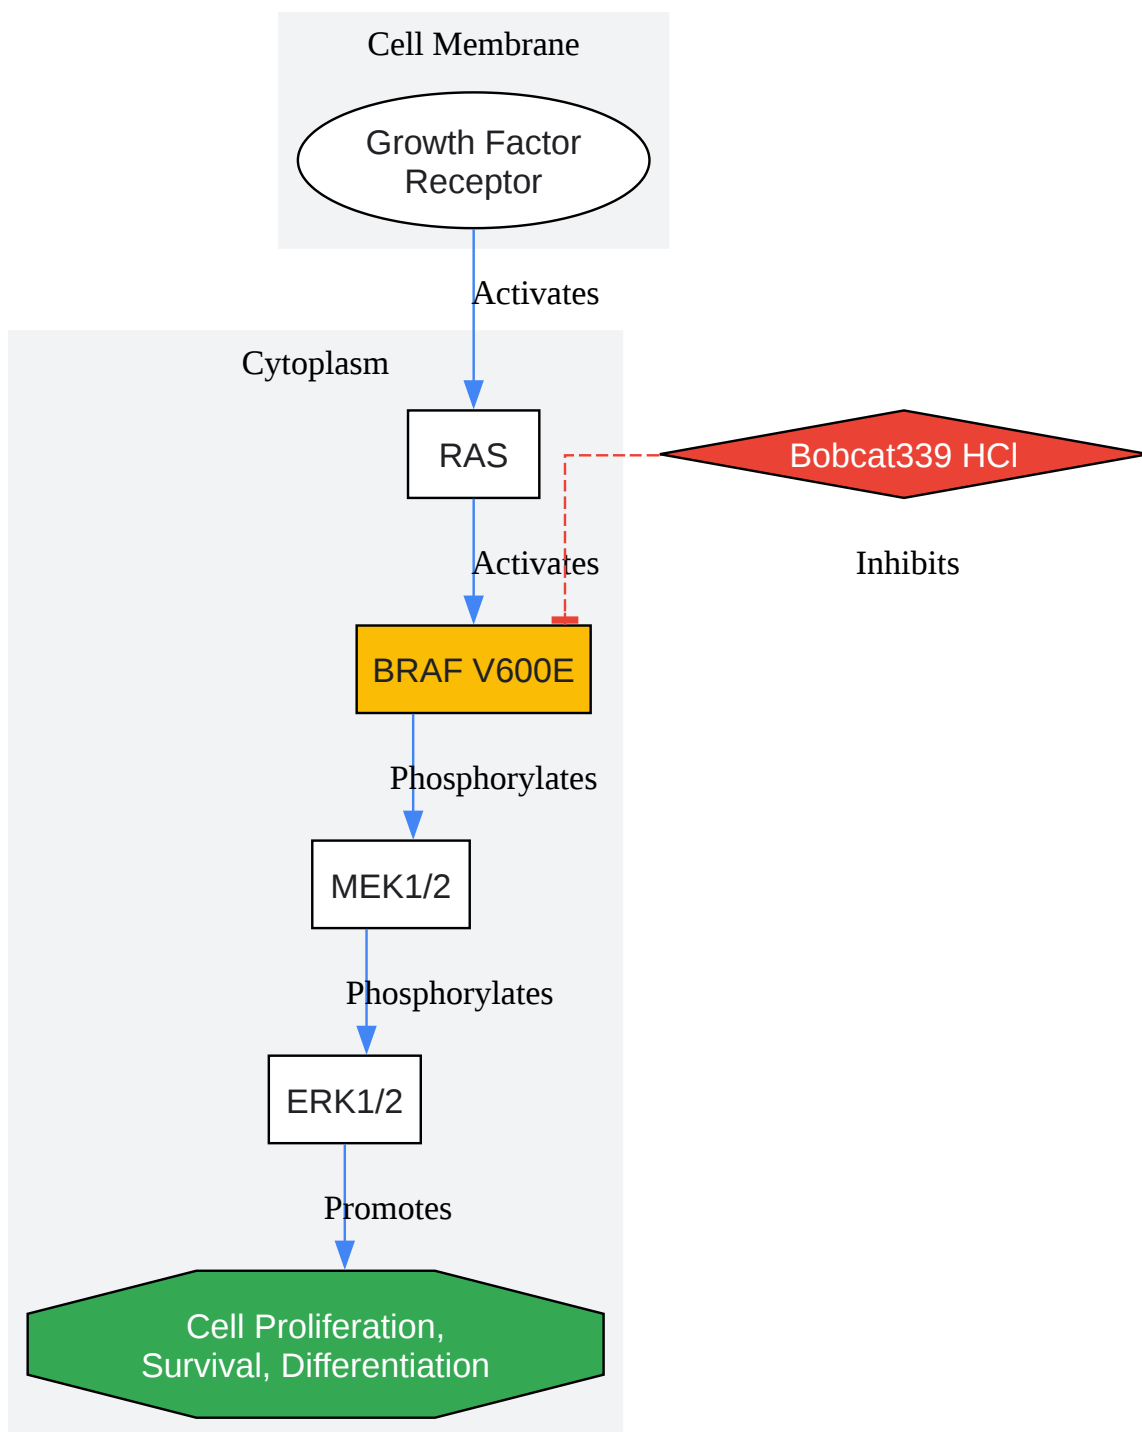 Cell Membrane
Growth Factor
Receptor
Activates
Cytoplasm
RAS
Bobcat339 HCl
Activates
Inhibits
BRAF V600E
Phosphorylates
MEK1/2
Phosphorylates
ERK1/2
Promotes
Cell Proliferation,
Survival, Differentiation